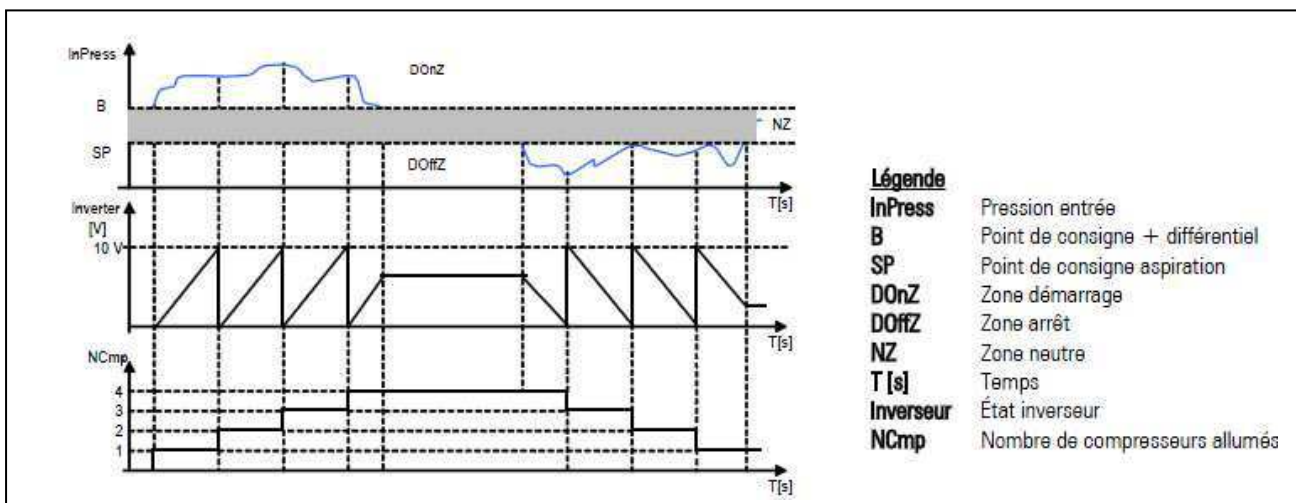 InPress
DOnZ
B
NZ
SP
DOffZ
T[s]
Inverter
[V]
10 V
T[s]
NCmp
4
3
2
1
T[s]
Légende
InPress Pression entrée
B Point de consigne + différentiel
SP Point de consigne aspiration
DOnZ Zone démarrage
DOffZ Zone arrêt
NZ Zone neutre
T [s] Temps
Inverseur État inverseur
NCmp Nombre de compresseurs allumés